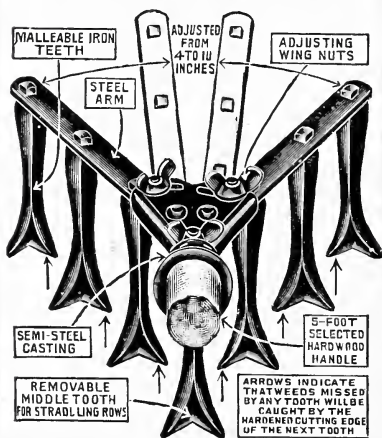 MALLEABLE IRON
TEETH
ADJUSTED
FROM
4 TO 10
INCHES
ADJUSTING
WING NUTS
STEEL
ARM
SEMI-STEEL
CASTING
5-FOOT
SELECTED
HARDWOOD
HANDLE
REMOVABLE
MIDDLE TOOTH
FOR STRADLLING ROWS
ARROWS INDICATE
THAT WEEDS MISSED
BY ANY TOOTH WILL BE
CAUGHT BY THE
HARDENED CUTTING EDGE
OF THE NEXT TOOTH